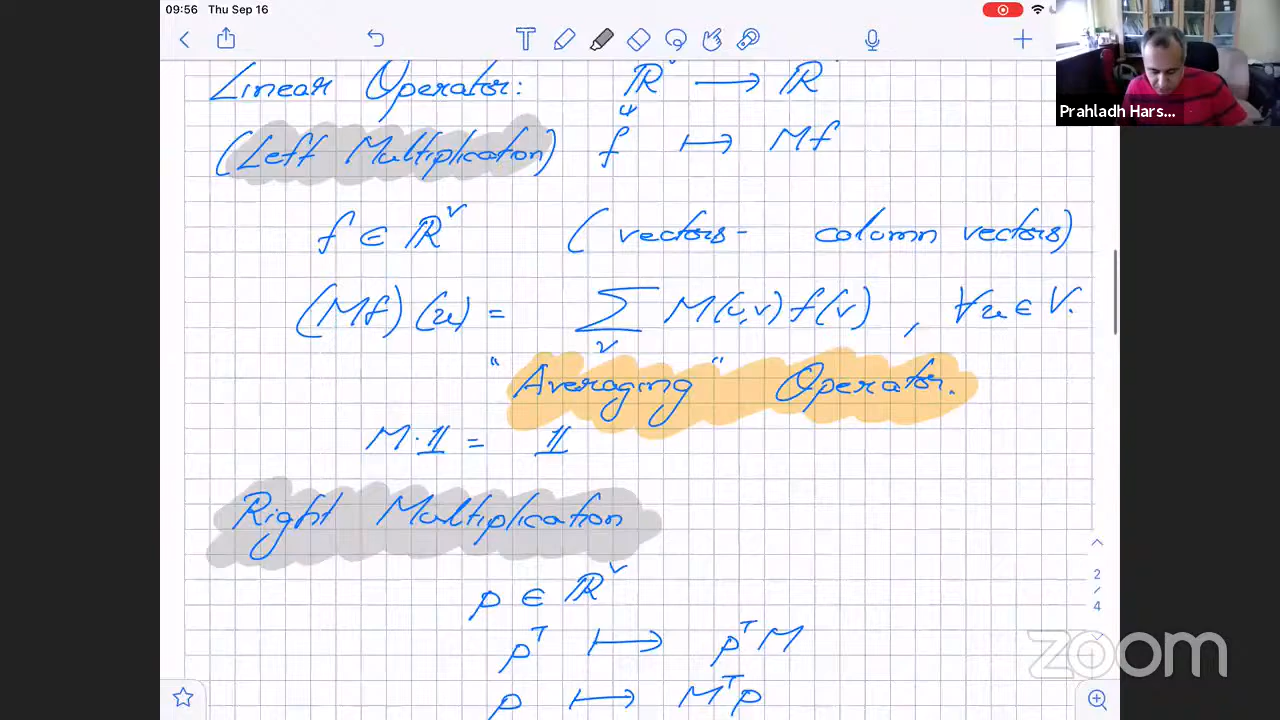 09:56 Thu Sep 16
Linear Operator: ℝ^V ⟶ ℝ
(Left Multiplication) f ↦ Mf
f ∈ ℝ^V ( vectors - column vectors)
(Mf)(u) = ∑_v M(u,v) f(v) , ∀u ∈ V.
"Averaging" Operator.
M·𝟙 = 𝟙
Right Multiplication
p ∈ ℝ^V
p^T ↦ p^T M
p ↦ M^T p
Prahladh Hars...
2
/
4
zoom